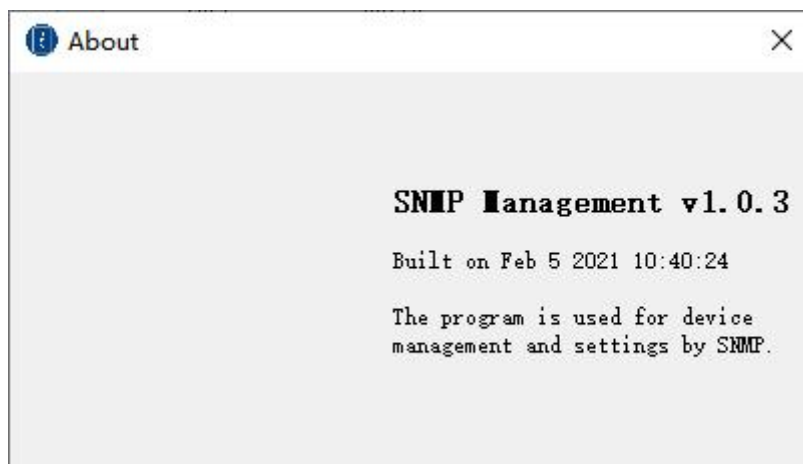 About
SNMP Management v1.0.3
Built on Feb 5 2021 10:40:24
The program is used for device
management and settings by SNMP.